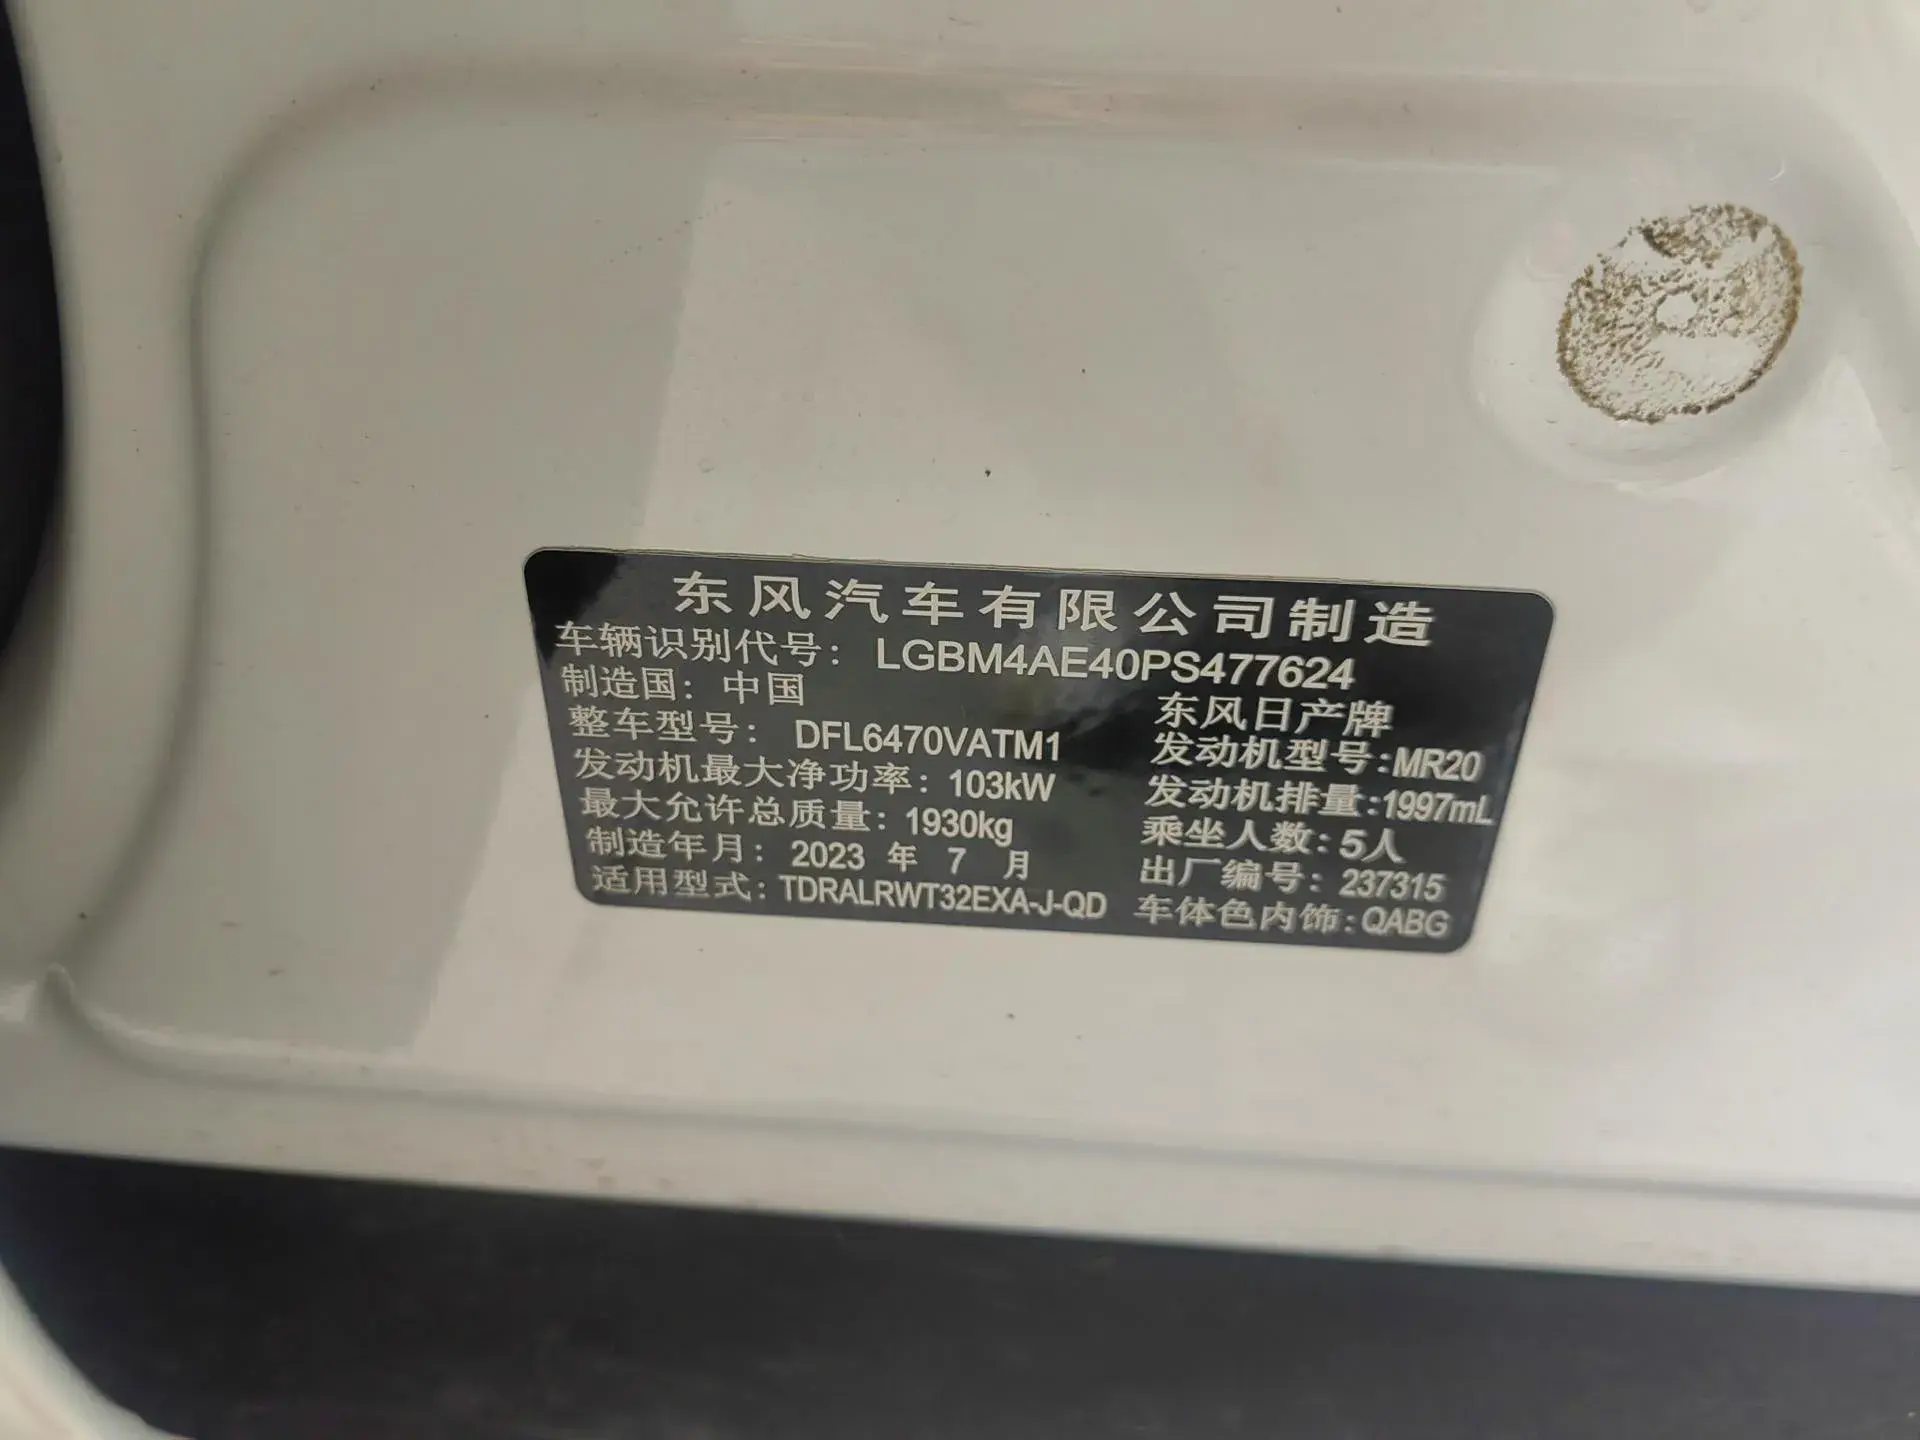 东风汽车有限公司制造
车辆识别代号: LGBM4AE40PS477624
制造国: 中国 东风日产牌
整车型号: DFL6470VATM1 发动机型号:MR20
发动机最大净功率: 103kW 发动机排量:1997mL
最大允许总质量: 1930kg 乘坐人数: 5人
制造年月: 2023 年 7 月 出厂编号: 237315
适用型式: TDRALRWT32EXA-J-QD 车体色内饰: QABG